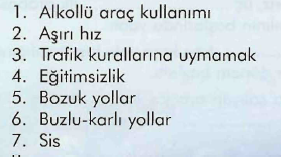 1. Alkollü araç kullanımı
2. Aşırı hız
3. Trafik kurallarına uymamak
4. Eğitimsizlik
5. Bozuk yollar
6. Buzlu-karlı yollar
7. Sis